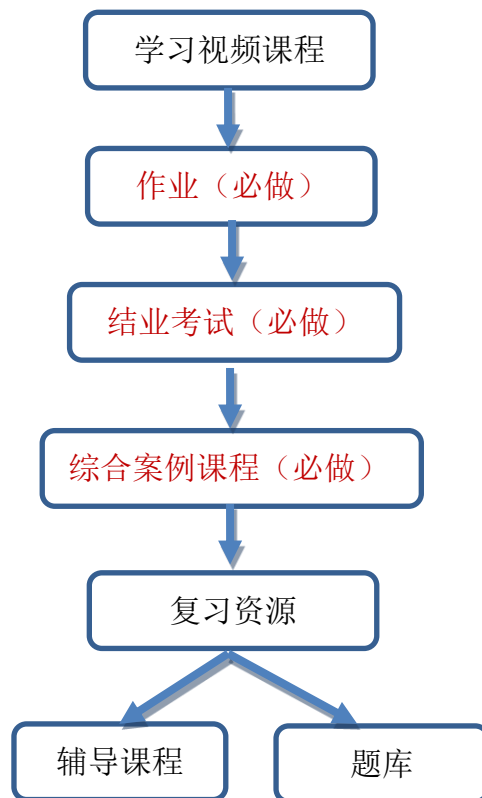 学习视频课程
作业（必做）
结业考试（必做）
综合案例课程（必做）
复习资源
辅导课程
题库